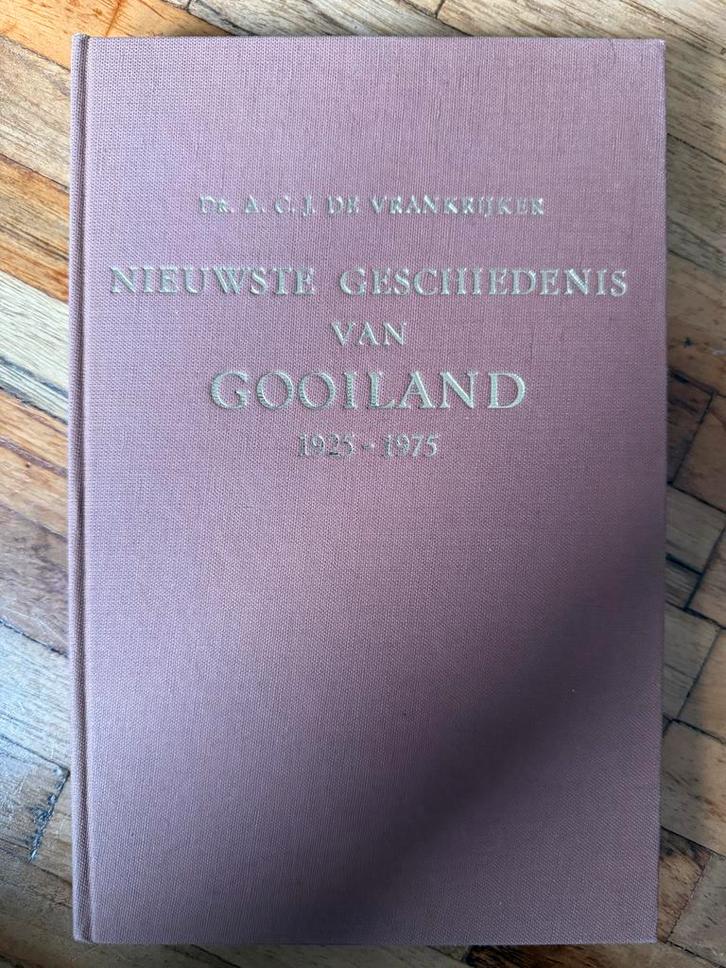 DR. A. C. J. DE VRANKRIJKER
NIEUWSTE GESCHIEDENIS
VAN
GOOILAND
1925 - 1975